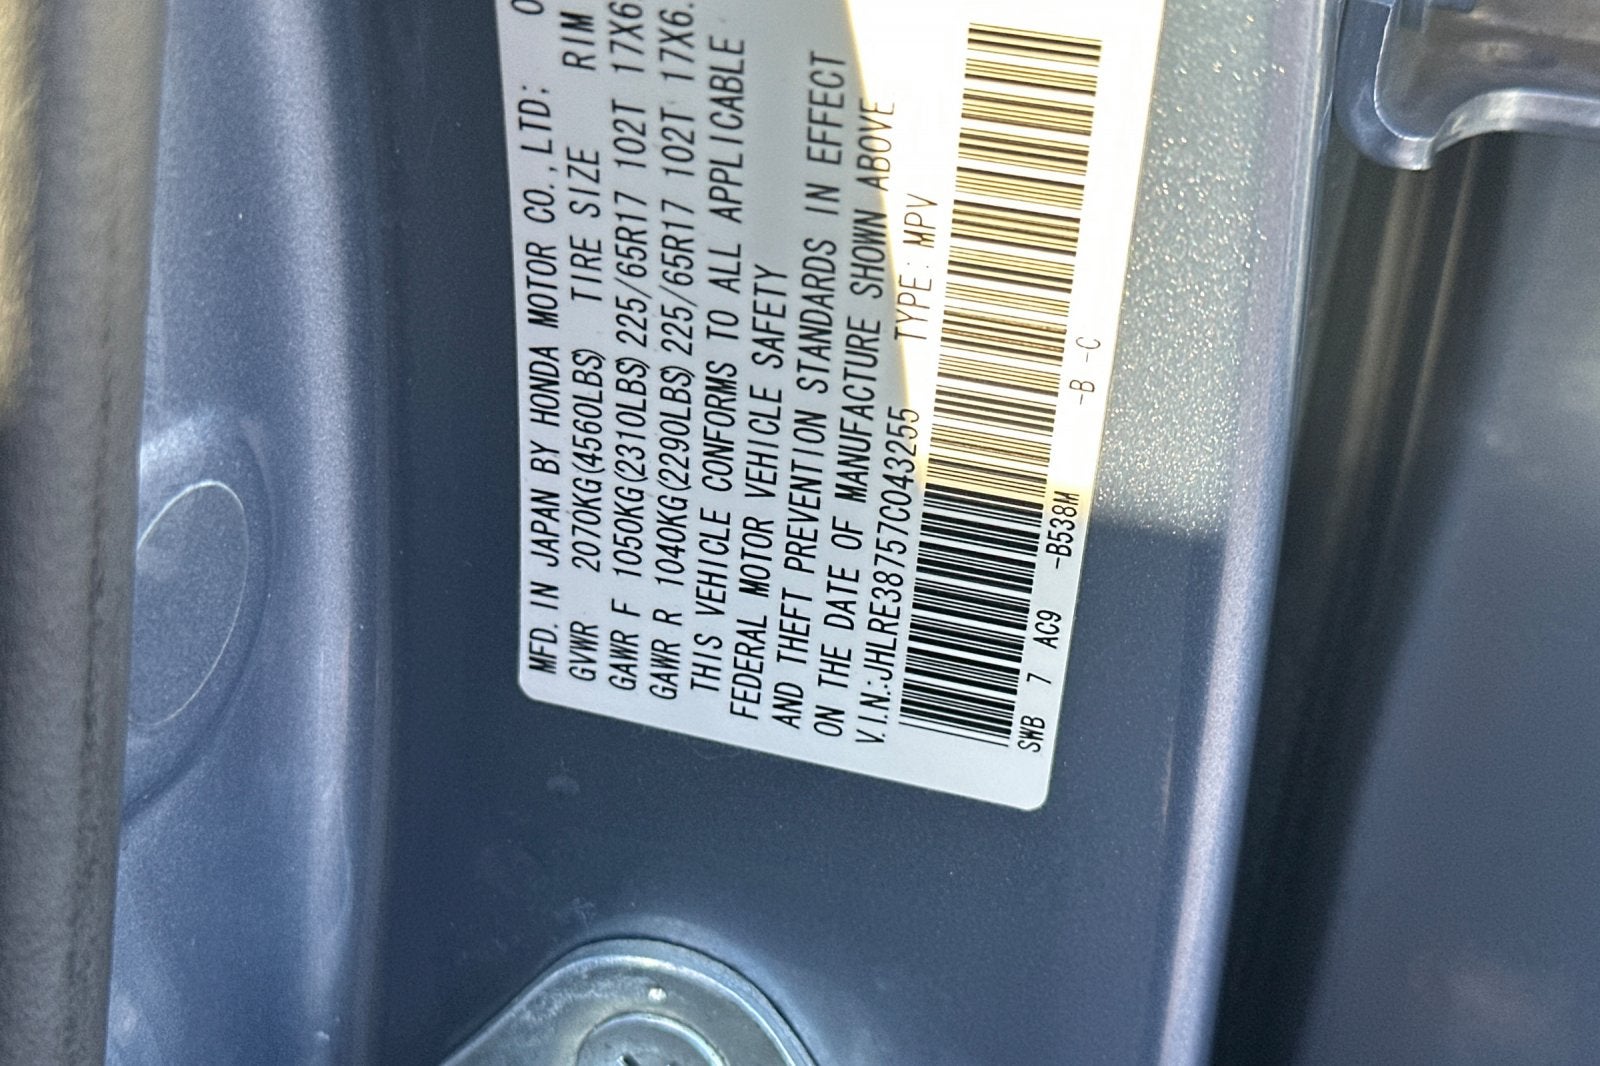 MFD. IN JAPAN BY HONDA MOTOR CO.,LTD: 0
GVWR 2070KG(4560LBS) TIRE SIZE RIM
GAWR F 1050KG(2310LBS) 225/65R17 102T 17X6
GAWR R 1040KG(2290LBS) 225/65R17 102T 17X6.
THIS VEHICLE CONFORMS TO ALL APPLICABLE
FEDERAL MOTOR VEHICLE SAFETY
AND THEFT PREVENTION STANDARDS IN EFFECT
ON THE DATE OF MANUFACTURE SHOWN ABOVE
V.I.N.:JHLRE38757C043255 TYPE: MPV
SWB 7 AC9 -B538M -B -C